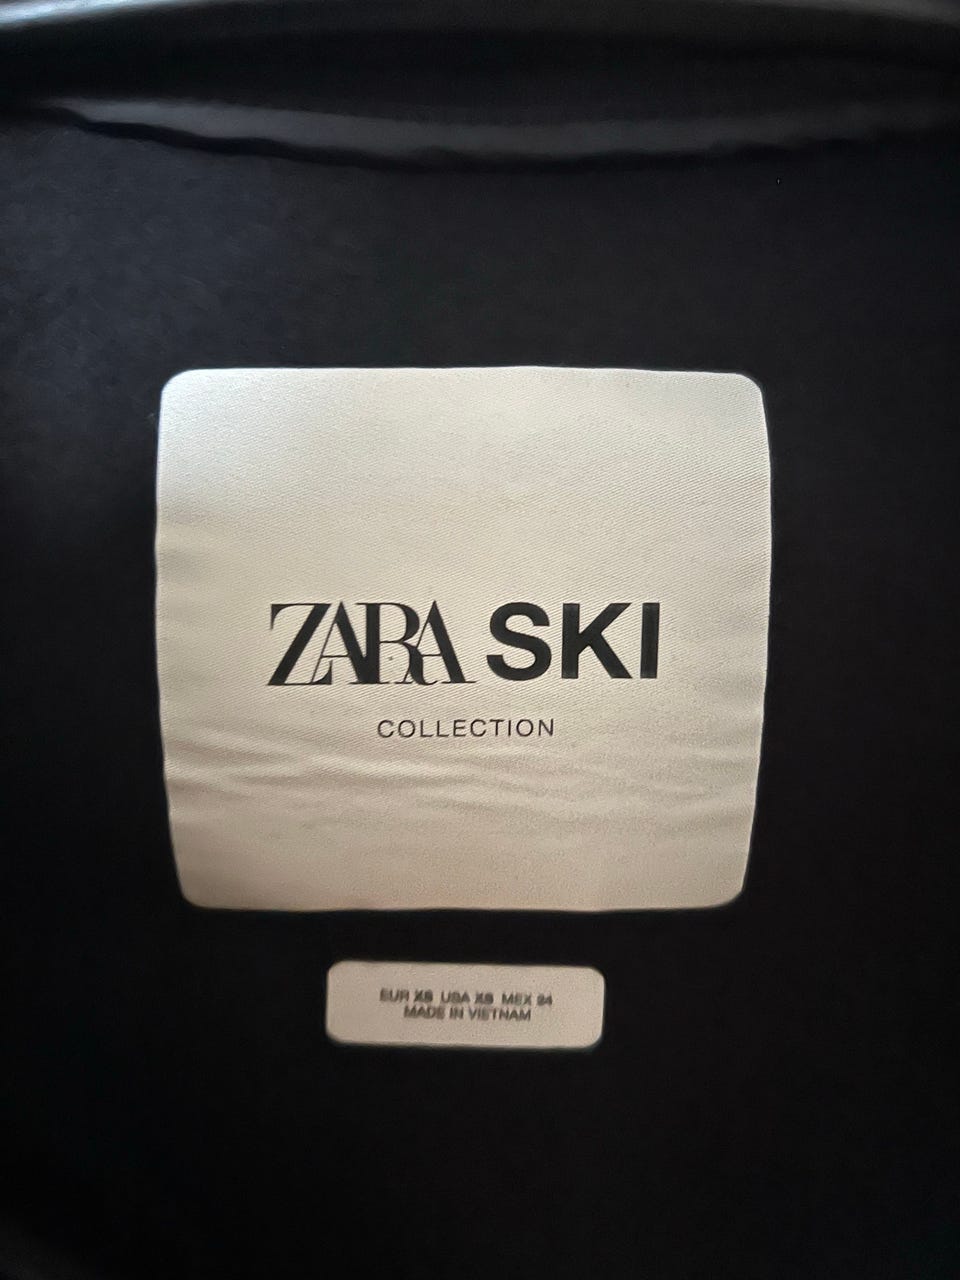 ZARA SKI
COLLECTION
EUR XS USA XS MEX 24
MADE IN VIETNAM